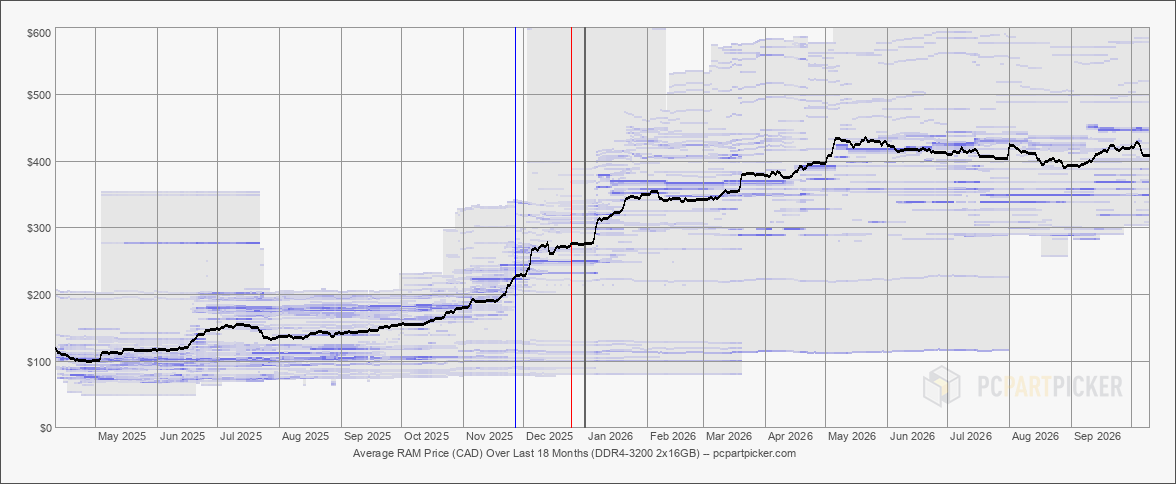 $600
$500
$400
$300
$200
$100
$0
May 2025 Jun 2025 Jul 2025 Aug 2025 Sep 2025 Oct 2025 Nov 2025 Dec 2025 Jan 2026 Feb 2026 Mar 2026 Apr 2026 May 2026 Jun 2026 Jul 2026 Aug 2026 Sep 2026
Average RAM Price (CAD) Over Last 18 Months (DDR4-3200 2x16GB) -- pcpartpicker.com
PCPARTPICKER